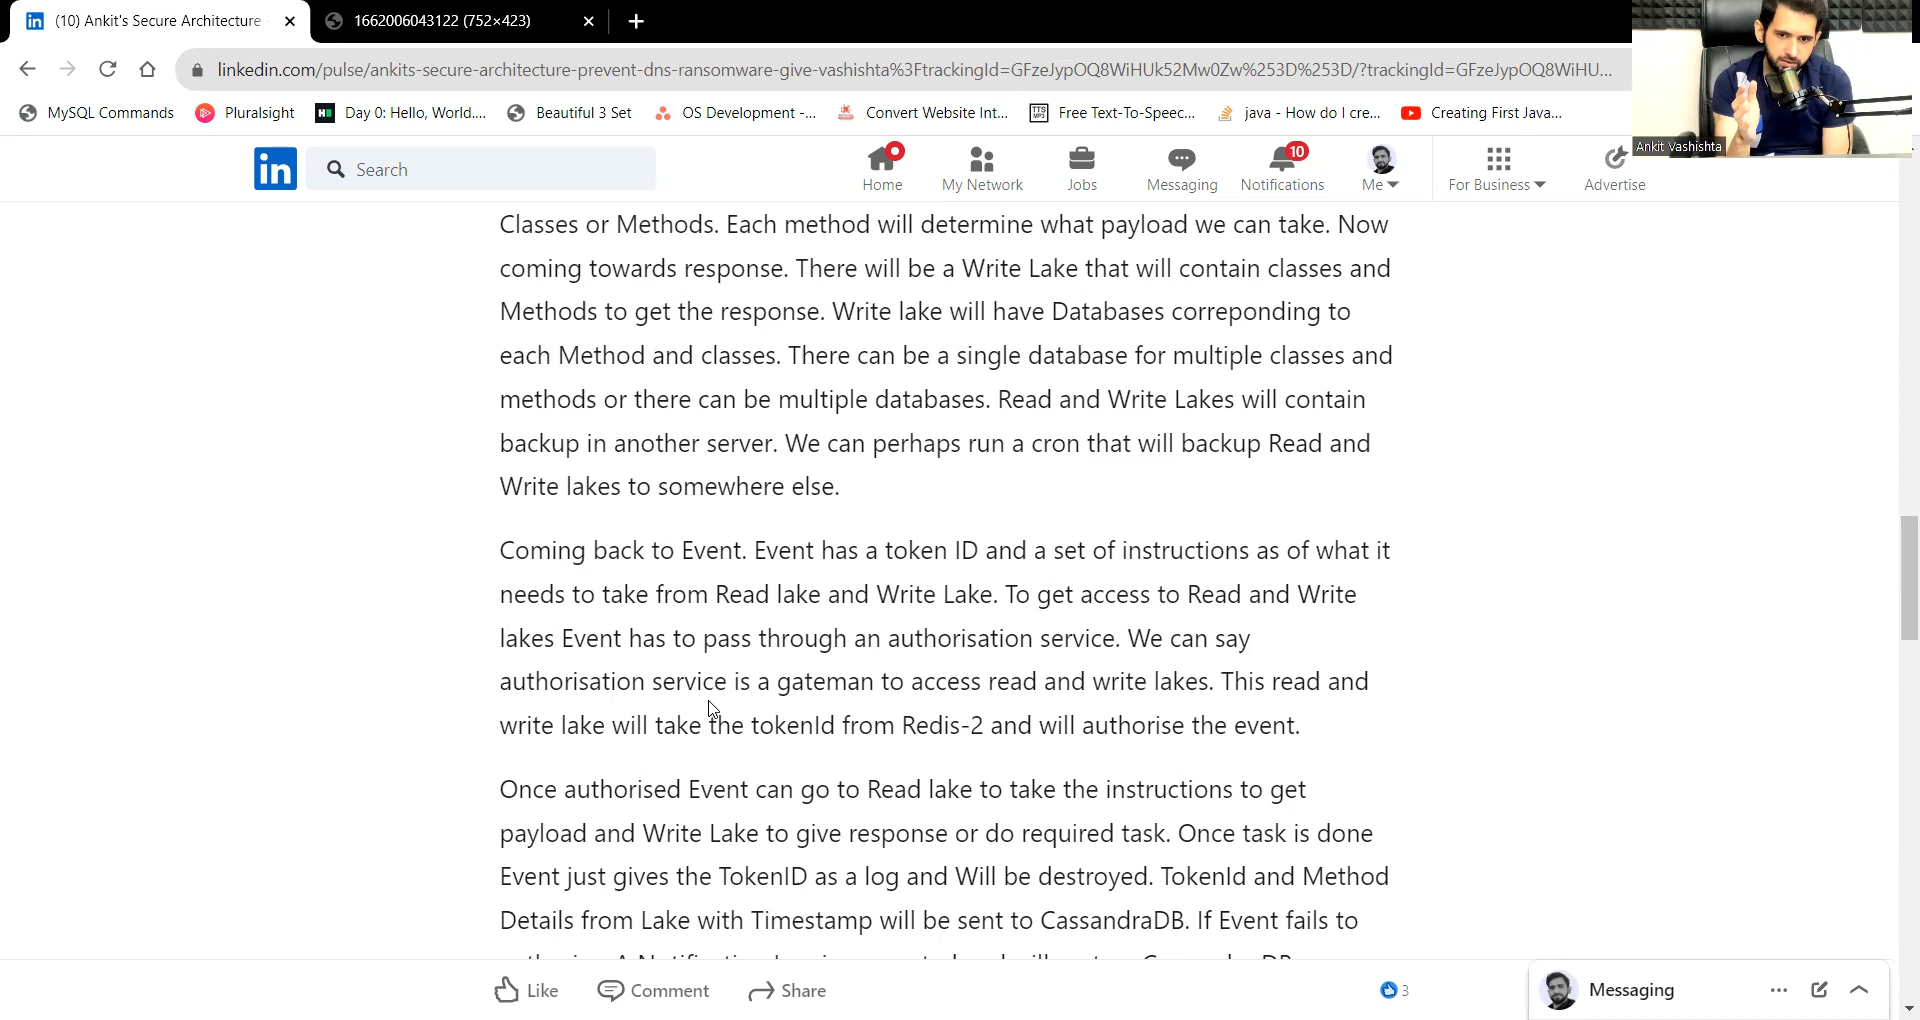 (10) Ankit's Secure Architecture
1662006043122 (752×423)
linkedin.com/pulse/ankits-secure-architecture-prevent-dns-ransomware-give-vashishta%3FtrackingId=GFzeJypOQ8WiHUk52Mw0Zw%253D%253D/?trackingId=GFzeJypOQ8WiHU...
MySQL Commands
Pluralsight
Day 0: Hello, World....
Beautiful 3 Set
OS Development -...
Convert Website Int...
Free Text-To-Speec...
java - How do I cre...
Creating First Java...
Ankit Vashishta
in
Search
Home
My Network
Jobs
Messaging
10
Notifications
Me
For Business
Advertise
Classes or Methods. Each method will determine what payload we can take. Now
coming towards response. There will be a Write Lake that will contain classes and
Methods to get the response. Write lake will have Databases correponding to
each Method and classes. There can be a single database for multiple classes and
methods or there can be multiple databases. Read and Write Lakes will contain
backup in another server. We can perhaps run a cron that will backup Read and
Write lakes to somewhere else.
Coming back to Event. Event has a token ID and a set of instructions as of what it
needs to take from Read lake and Write Lake. To get access to Read and Write
lakes Event has to pass through an authorisation service. We can say
authorisation service is a gateman to access read and write lakes. This read and
write lake will take the tokenId from Redis-2 and will authorise the event.
Once authorised Event can go to Read lake to take the instructions to get
payload and Write Lake to give response or do required task. Once task is done
Event just gives the TokenID as a log and Will be destroyed. TokenId and Method
Details from Lake with Timestamp will be sent to CassandraDB. If Event fails to
Like
Comment
Share
3
Messaging